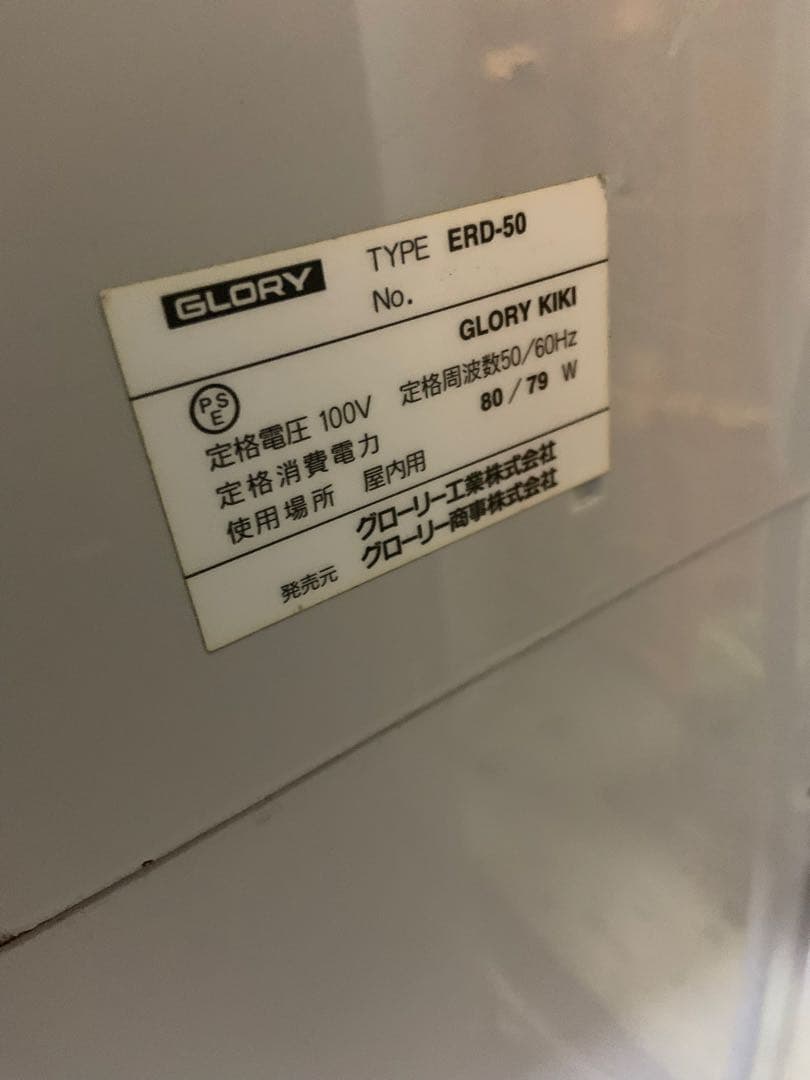 GLORY TYPE ERD-50
No.
GLORY KIKI
PSE
定格電圧 100V 定格周波数50/60Hz
定格消費電力 80/79 W
使用場所 屋内用
グローリー工業株式会社
発売元 グローリー商事株式会社